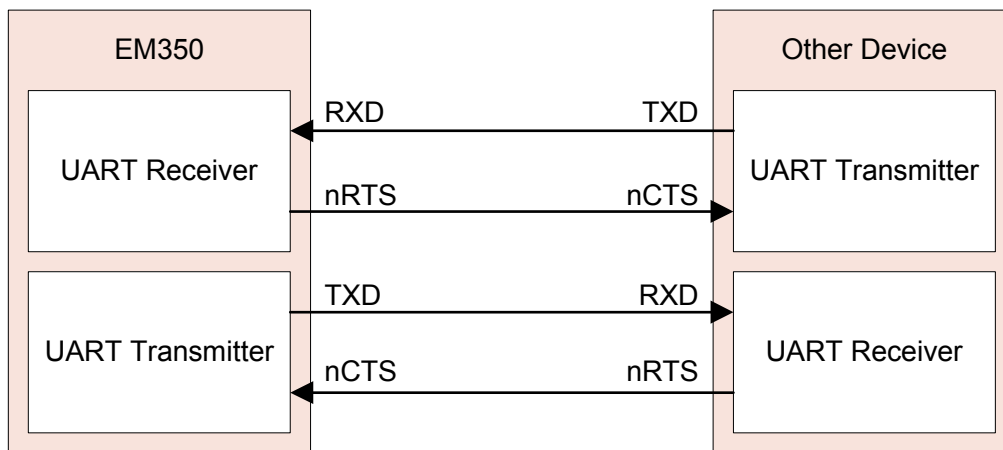 EM350 Other Device
RXD TXD
UART Receiver UART Transmitter
nRTS nCTS
TXD RXD
UART Transmitter UART Receiver
nCTS nRTS